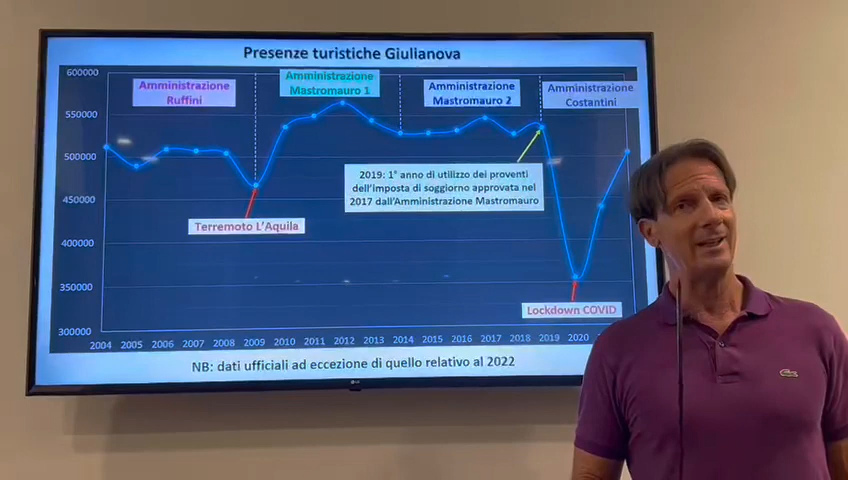 Presenze turistiche Giulianova
600000
550000
500000
450000
400000
350000
300000
Amministrazione
Ruffini
Amministrazione
Mastromauro 1
Amministrazione
Mastromauro 2
Amministrazione
Costantini
2019: 1° anno di utilizzo dei proventi
dell'imposta di soggiorno approvata nel
2017 dall'Amministrazione Mastromauro
Terremoto L'Aquila
Lockdown COVID
2004 2005 2006 2007 2008 2009 2010 2011 2012 2013 2014 2015 2016 2017 2018 2019 2020
NB: dati ufficiali ad eccezione di quello relativo al 2022
LG